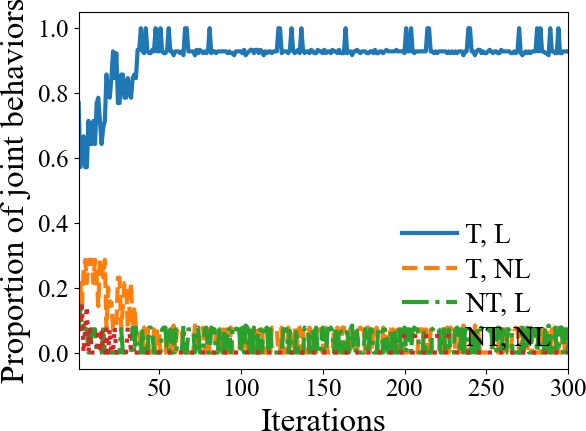 Proportion of joint behaviors
1.0
0.8
0.6
0.4
0.2
0.0
T, L
T, NL
NT, L
NT, NL
50 100 150 200 250 300
Iterations